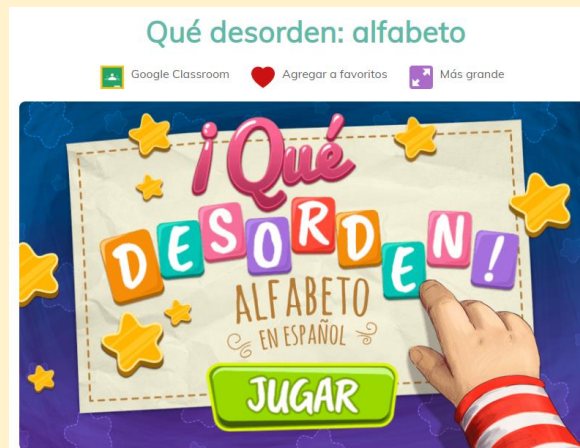 Qué desorden: alfabeto
Google Classroom Agregar a favoritos Más grande
¡Qué
DESORDEN!
ALFABETO
EN ESPAÑOL
JUGAR